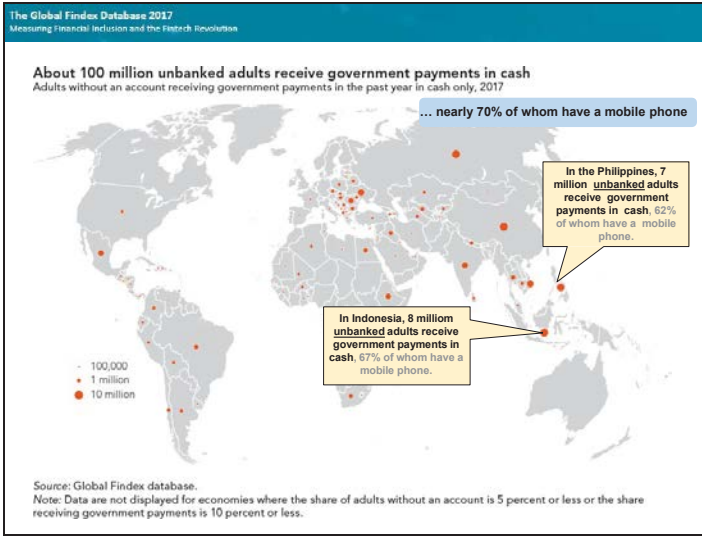 The Global Findex Database 2017
Measuring Financial Inclusion and the Fintech Revolution
About 100 million unbanked adults receive government payments in cash
Adults without an account receiving government payments in the past year in cash only, 2017
... nearly 70% of whom have a mobile phone
In the Philippines, 7
million unbanked adults
receive government
payments in cash, 62%
of whom have a mobile
phone.
In Indonesia, 8 milliom
unbanked adults receive
government payments in
cash, 67% of whom have a
mobile phone.
100,000
1 million
10 million
Source: Global Findex database.
Note: Data are not displayed for economies where the share of adults without an account is 5 percent or less or the share
receiving government payments is 10 percent or less.